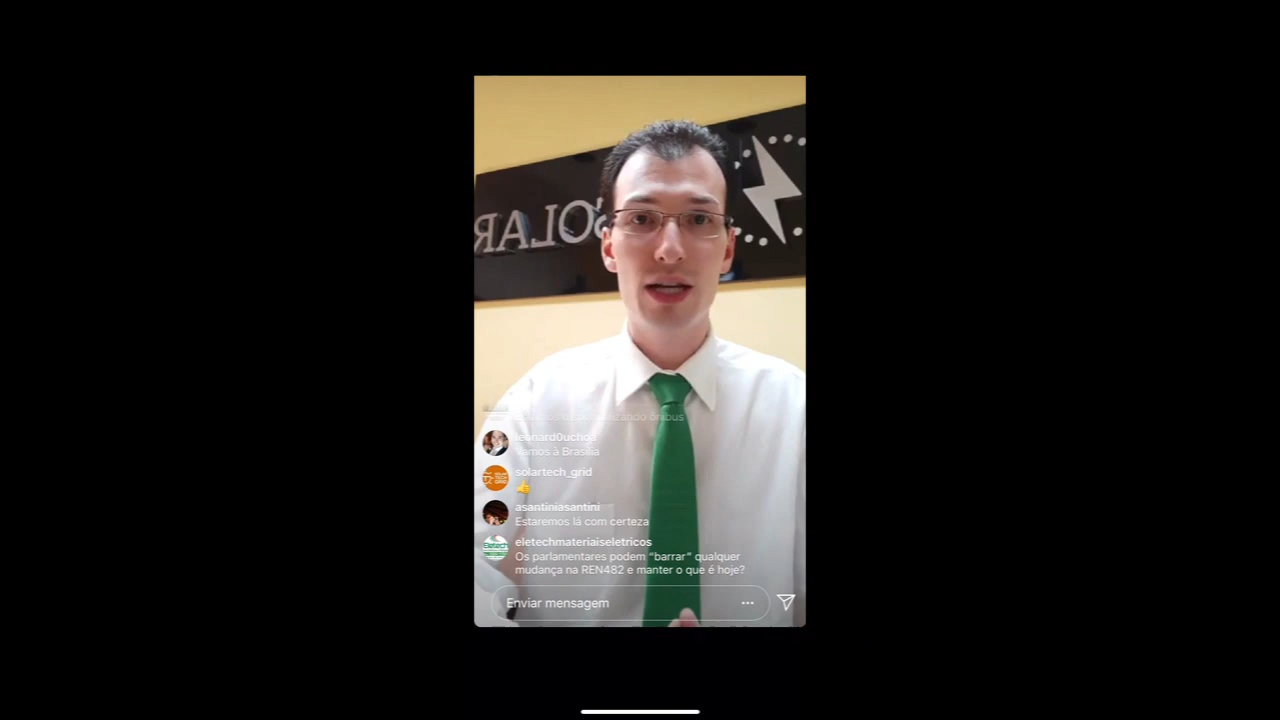 SOLAR
ônibus
Vamos à Brasília
solartech_grid
👍
asantiniasantini
Estaremos lá com certeza
eletechmateriaiseletricos
Os parlamentares podem “barrar” qualquer
mudança na REN482 e manter o que é hoje?
Enviar mensagem